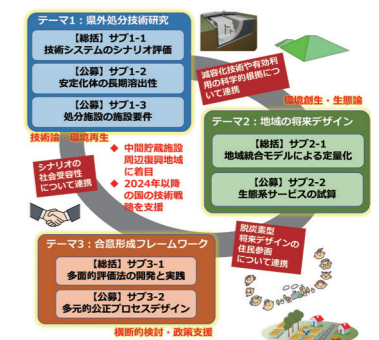 テーマ1：県外処分技術研究
【総括】サブ1-1
技術システムのシナリオ評価
【公募】サブ1-2
安定化体の長期溶出性
【公募】サブ1-3
処分施設の施設要件
技術論・環境再生
減容化技術や有効利
用の科学的根拠につ
いて連携
環境創生・生態論
テーマ2：地域の将来デザイン
【総括】サブ2-1
地域統合モデルによる定量化
【公募】サブ2-2
生態系サービスの試算
シナリオの
社会受容性
について連携
◆ 中間貯蔵施設
周辺復興地域
に着目
◆ 2024年以降
の国の技術戦
略を支援
脱炭素型
将来デザインの
住民参画
について連携
テーマ3：合意形成フレームワーク
【総括】サブ3-1
多面的評価法の開発と実践
【公募】サブ3-2
多元的公正プロセスデザイン
横断的検討・政策支援